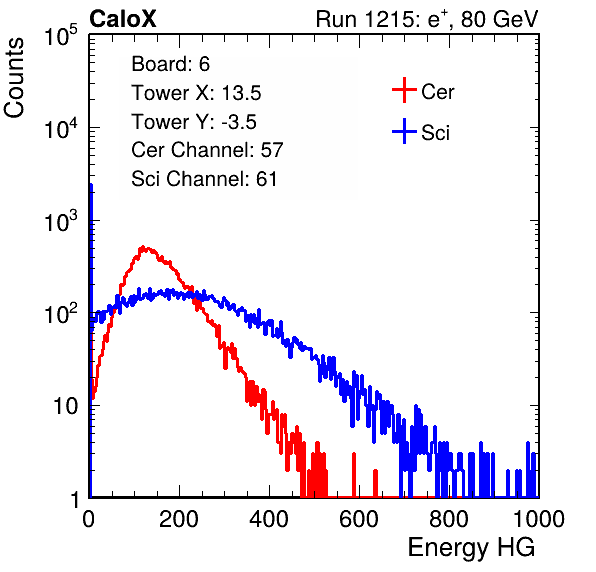 CaloX Run 1215: e⁺, 80 GeV
Counts
Board: 6
Tower X: 13.5
Tower Y: -3.5
Cer Channel: 57
Sci Channel: 61
Cer
Sci
10⁵
10⁴
10³
10²
10
1
0 200 400 600 800 1000
Energy HG